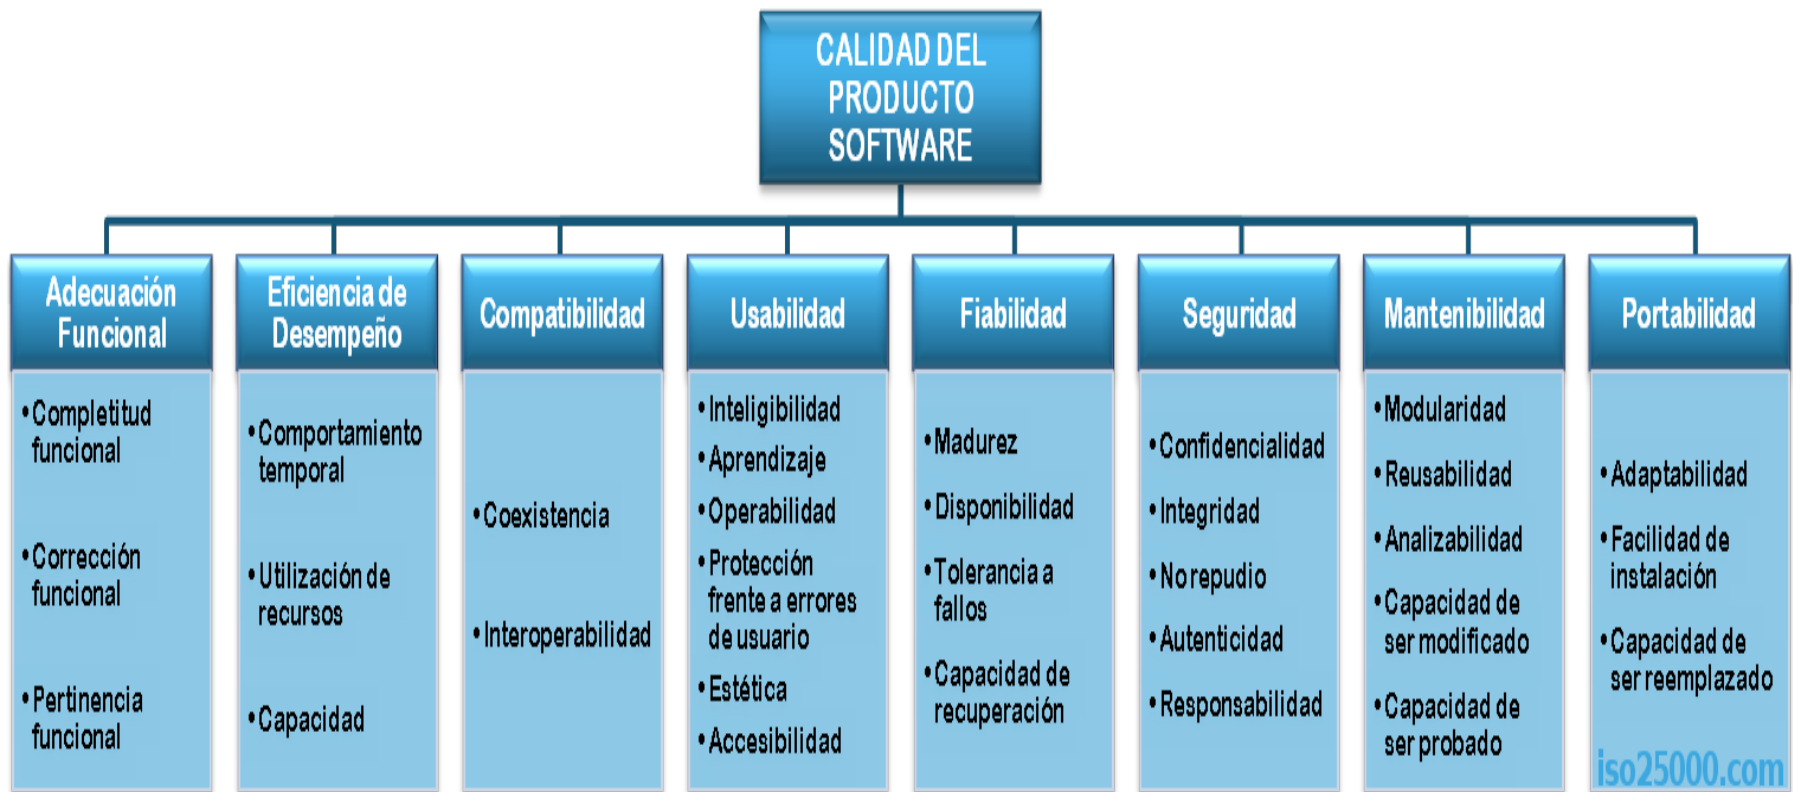 CALIDAD DEL
PRODUCTO
SOFTWARE
Adecuación
Funcional
• Completitud
funcional
• Corrección
funcional
• Pertinencia
funcional
Eficiencia de
Desempeño
• Comportamiento
temporal
• Utilización de
recursos
• Capacidad
Compatibilidad
• Coexistencia
• Interoperabilidad
Usabilidad
• Inteligibilidad
• Aprendizaje
• Operabilidad
• Protección
frente a errores
de usuario
• Estética
• Accesibilidad
Fiabilidad
• Madurez
• Disponibilidad
• Tolerancia a
fallos
• Capacidad de
recuperación
Seguridad
• Confidencialidad
• Integridad
• No repudio
• Autenticidad
• Responsabilidad
Mantenibilidad
• Modularidad
• Reusabilidad
• Analizabilidad
• Capacidad de
ser modificado
• Capacidad de
ser probado
Portabilidad
• Adaptabilidad
• Facilidad de
instalación
• Capacidad de
ser reemplazado
iso25000.com